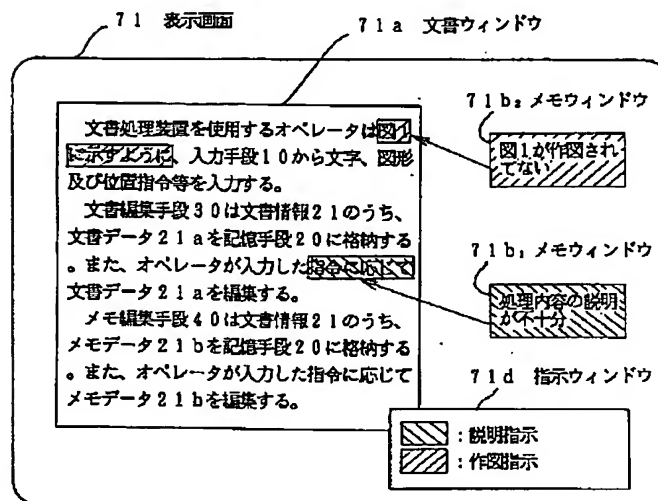 71 表示画面
71a 文書ウィンドウ
文書処理装置を使用するオペレータは図1
に示すように、入力手段10から文字、図形
及び位置指令等を入力する。
文書編集手段30は文書情報21のうち、
文書データ21aを記憶手段20に格納する
。また、オペレータが入力した指令に応じて
文書データ21aを編集する。
メモ編集手段40は文書情報21のうち、
メモデータ21bを記憶手段20に格納する
。また、オペレータが入力した指令に応じて
メモデータ21bを編集する。
71b₂ メモウィンドウ
図1が作図され
てない
71b₁ メモウィンドウ
処理内容の説明
が不十分
71d 指示ウィンドウ
:説明指示
:作図指示